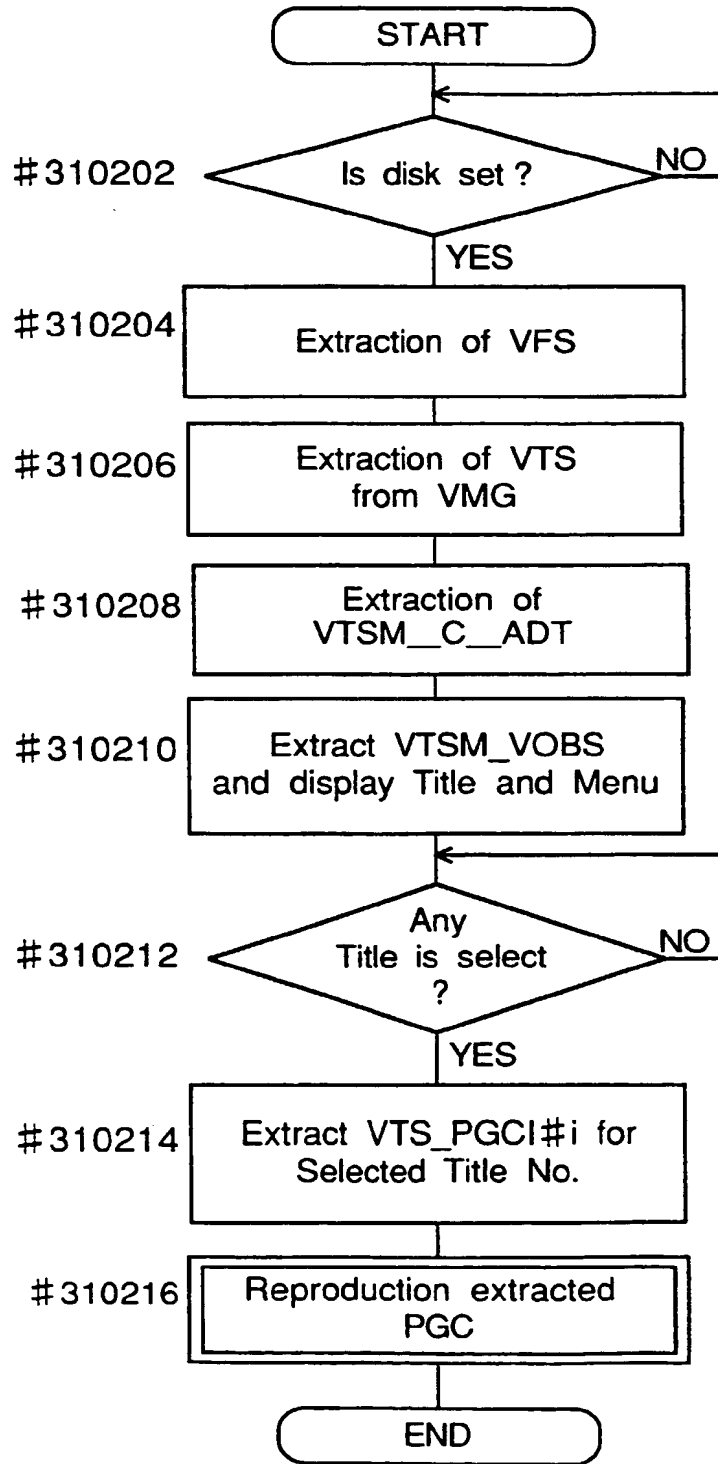 START
#310202
Is disk set ?
NO
YES
#310204
Extraction of VFS
#310206
Extraction of VTS
from VMG
#310208
Extraction of
VTSM__C__ADT
#310210
Extract VTSM_VOBS
and display Title and Menu
#310212
Any
Title is select
?
NO
YES
#310214
Extract VTS_PGCI#i for
Selected Title No.
#310216
Reproduction extracted
PGC
END